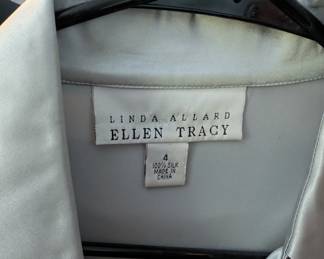 LINDA ALLARD
ELLEN TRACY
4
100% SILK
MADE IN
CHINA